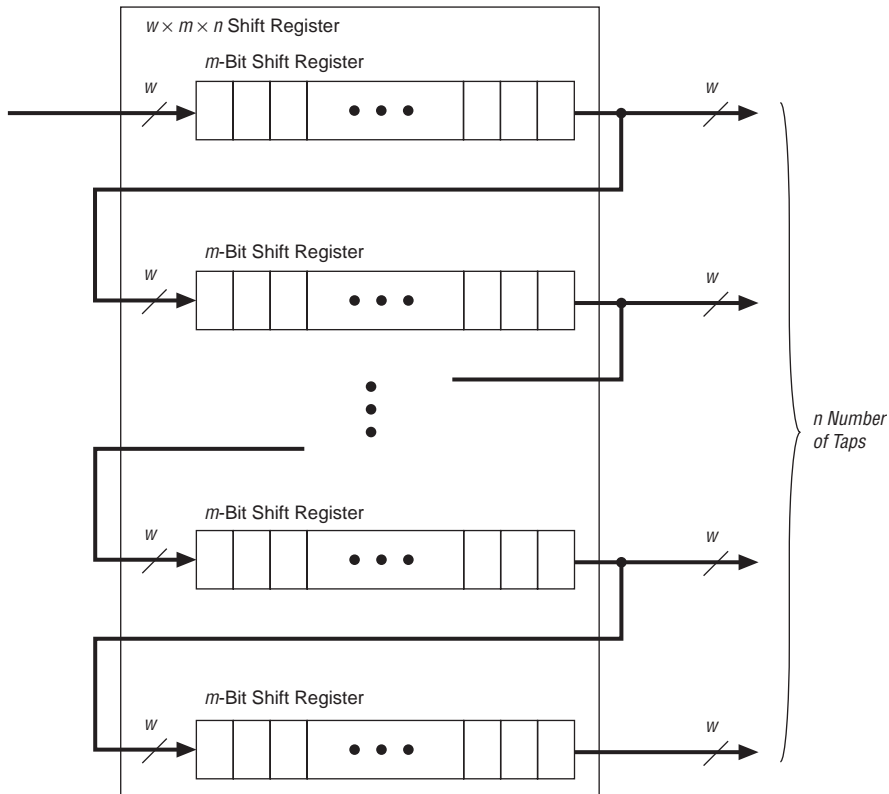 w × m × n Shift Register
m-Bit Shift Register
w
w
m-Bit Shift Register
w
w
n Number
of Taps
m-Bit Shift Register
w
w
m-Bit Shift Register
w
w